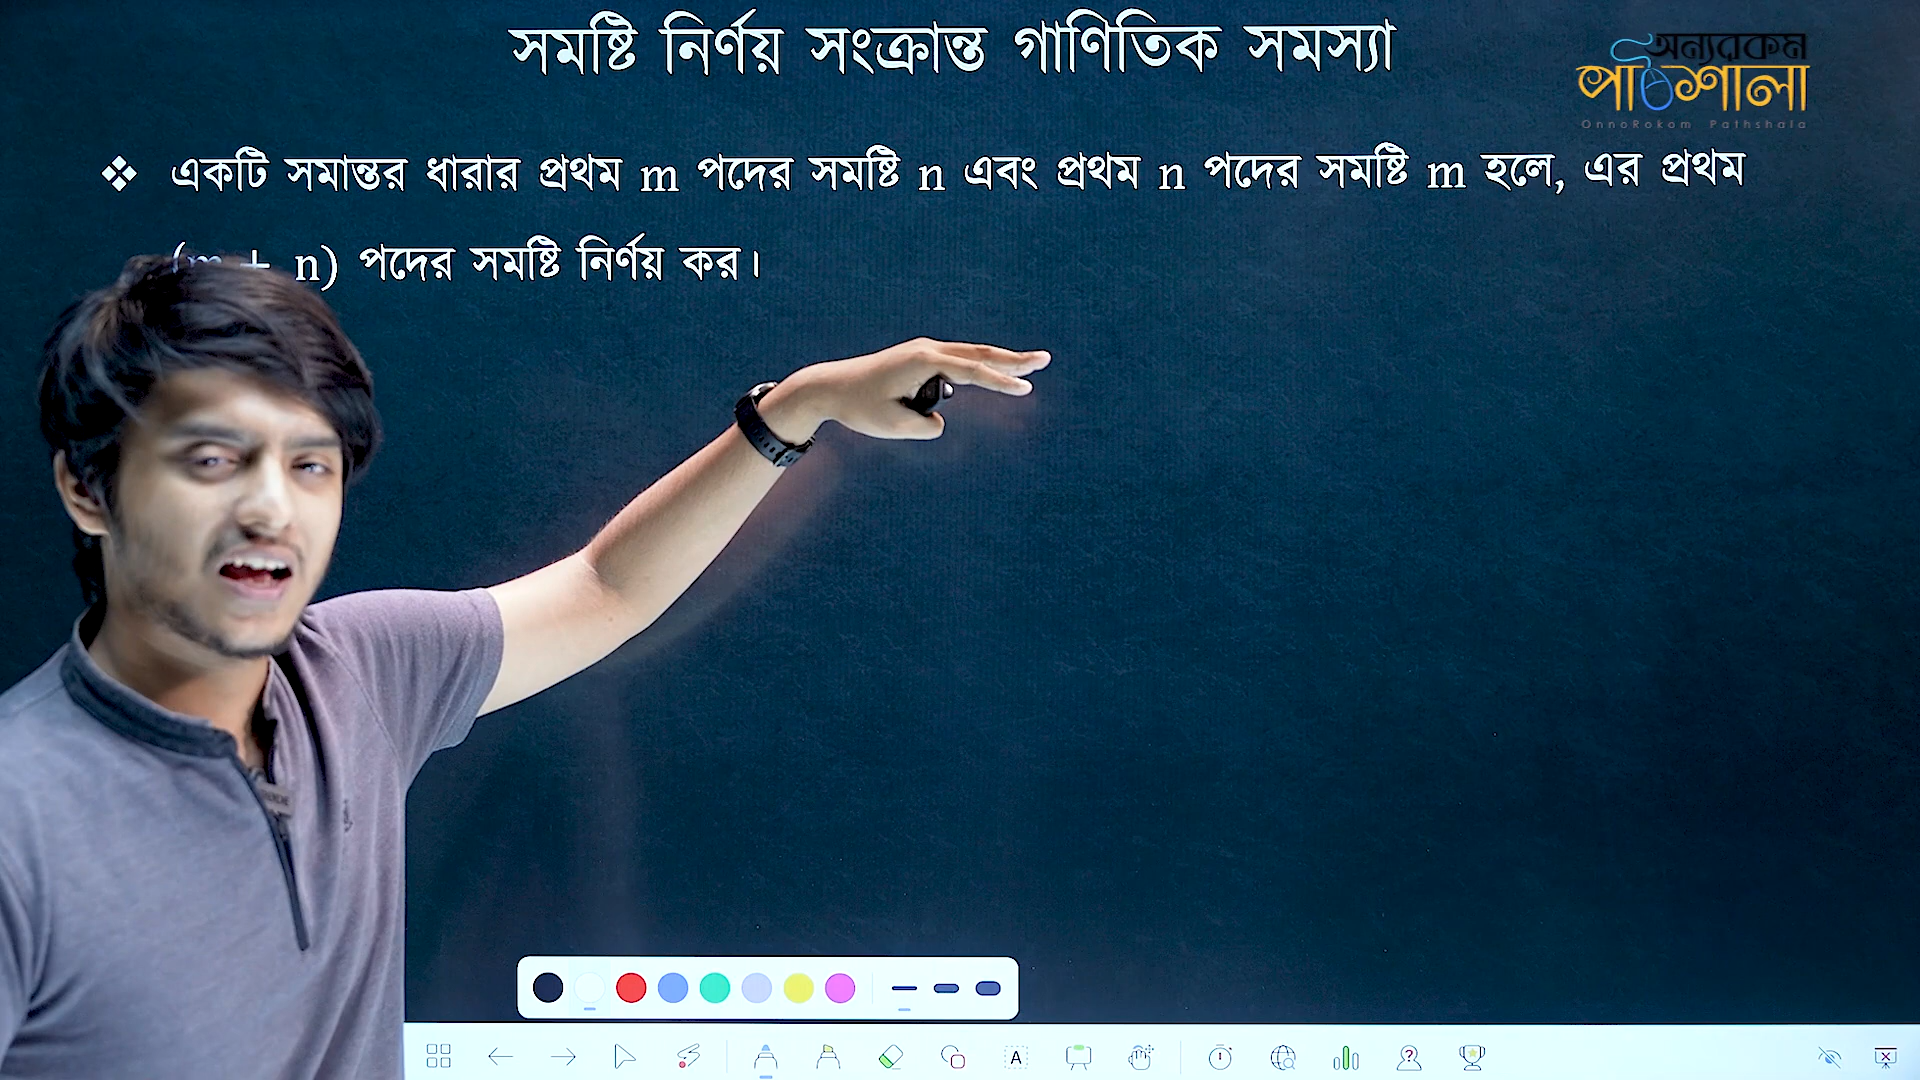 সমষ্টি নির্ণয় সংক্রান্ত গাণিতিক সমস্যা
অন্যরকম
পাঠশালা
OnnoRokom Pathshala
❖ একটি সমান্তর ধারার প্রথম m পদের সমষ্টি n এবং প্রথম n পদের সমষ্টি m হলে, এর প্রথম
(m + n) পদের সমষ্টি নির্ণয় কর।
A